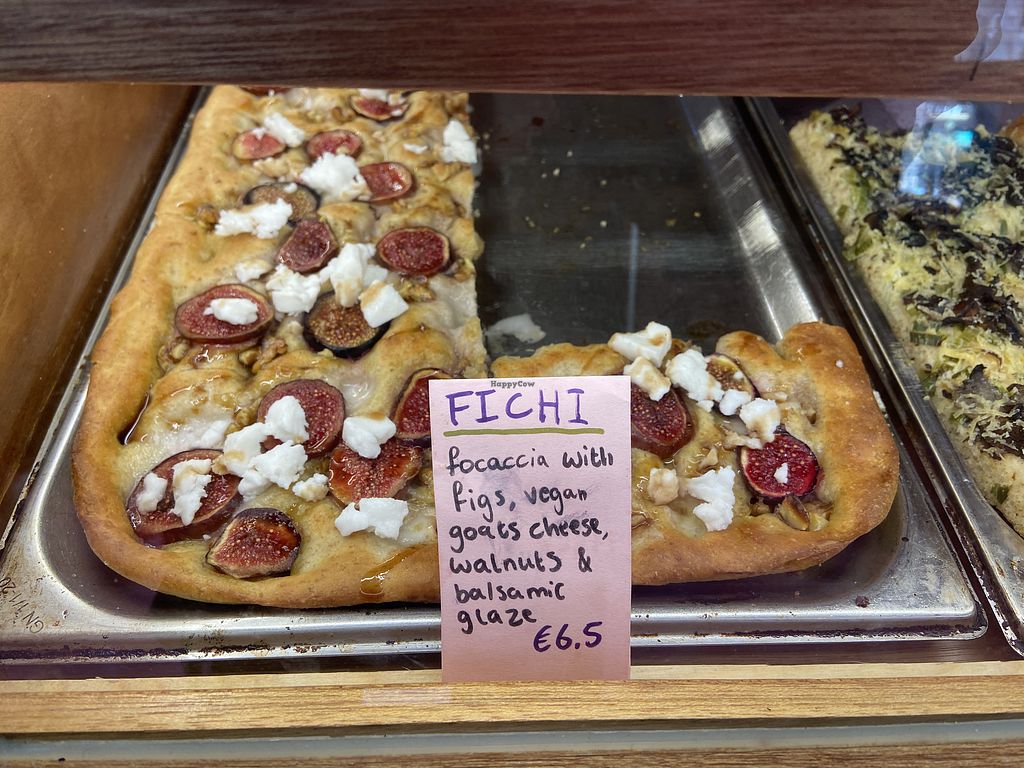 HappyCow
FICHI
focaccia with
figs, vegan
goats cheese,
walnuts &
balsamic
glaze
€6.5